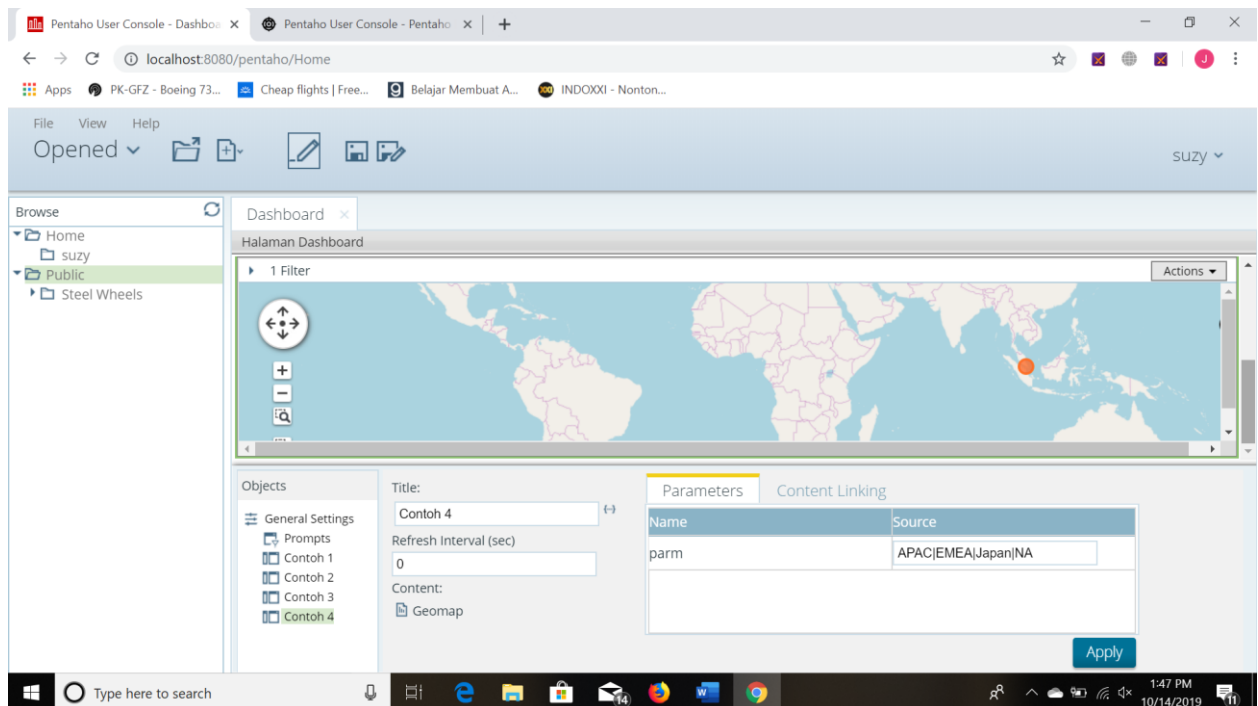 Pentaho User Console - Dashboa
Pentaho User Console - Pentaho
localhost:8080/pentaho/Home
Apps PK-GFZ - Boeing 73... Cheap flights | Free... Belajar Membuat A... INDOXXI - Nonton...
File View Help
Opened
suzy
Browse
Home
suzy
Public
Steel Wheels
Dashboard
Halaman Dashboard
1 Filter
Actions
Objects
General Settings
Prompts
Contoh 1
Contoh 2
Contoh 3
Contoh 4
Title:
Contoh 4
Refresh Interval (sec)
0
Content:
Geomap
Parameters Content Linking
Name Source
parm APAC|EMEA|Japan|NA
Apply
Type here to search
14
1:47 PM
10/14/2019
11